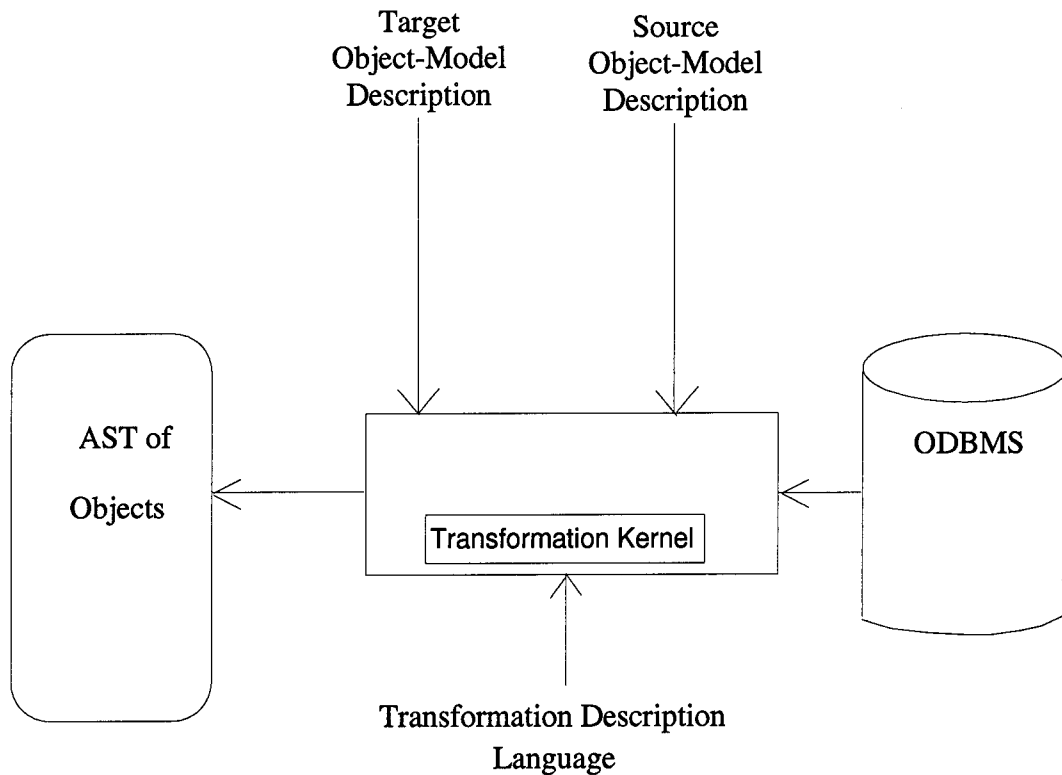 Target
Object-Model
Description
Source
Object-Model
Description
AST of
Objects
ODBMS
Transformation Kernel
Transformation Description
Language